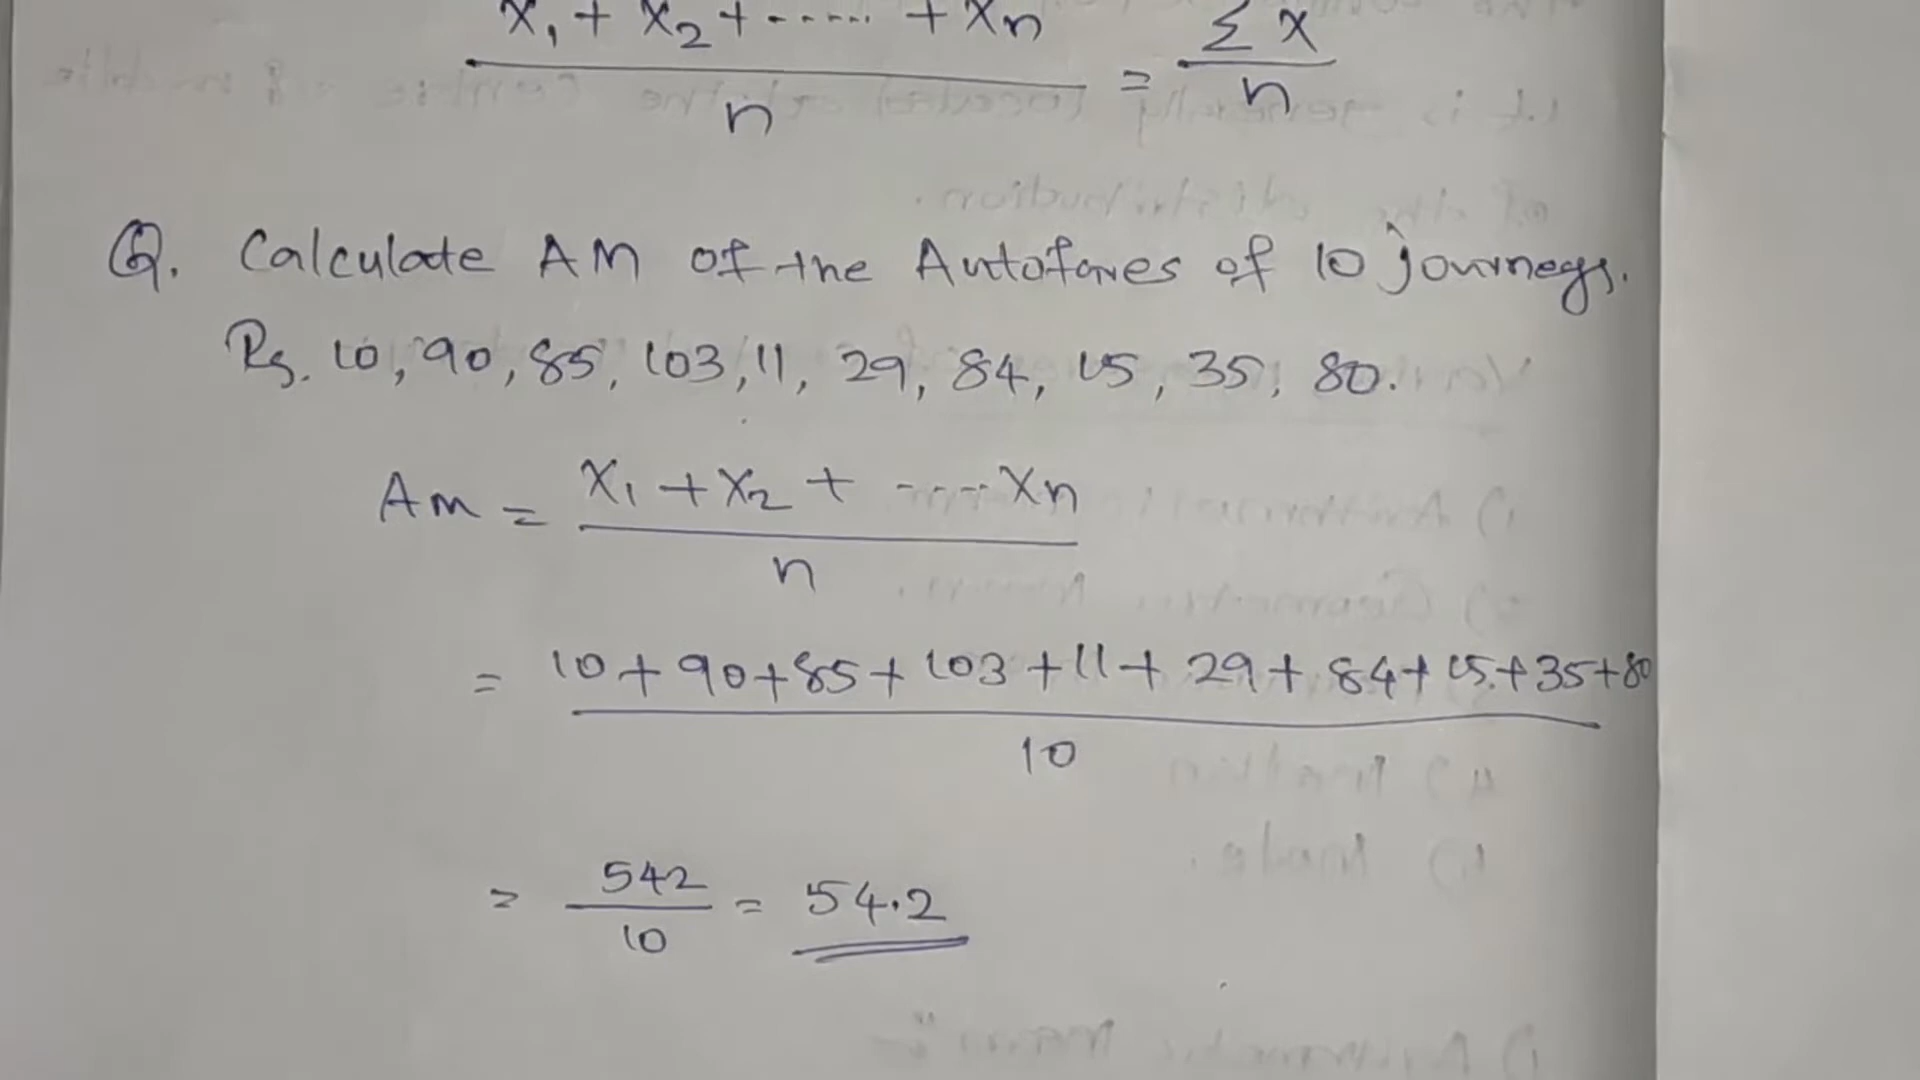 x₁ + x₂ + ...... + xn / n = Σx / n
Q. Calculate AM of the Autofares of 10 journeys.
Rs. 10, 90, 85, 103, 11, 29, 84, 15, 35, 80.
AM = x₁ + x₂ + ..... xn / n
= 10 + 90 + 85 + 103 + 11 + 29 + 84 + 15 + 35 + 80 / 10
= 542 / 10 = 54.2